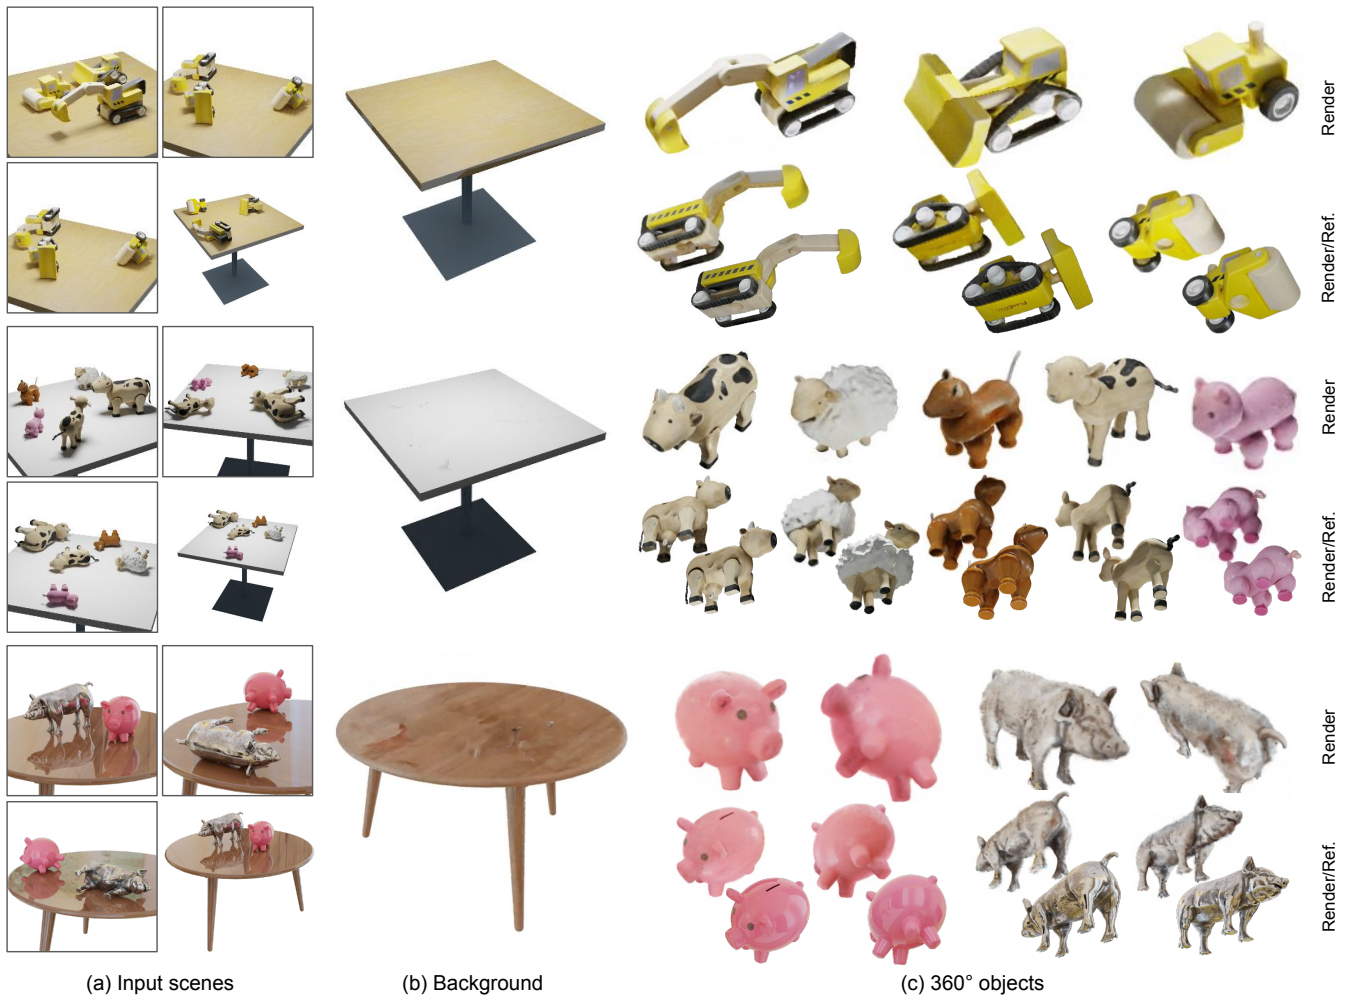 Render
Render/Ref.
Render
Render/Ref.
Render
Render/Ref.
(a) Input scenes
(b) Background
(c) 360° objects